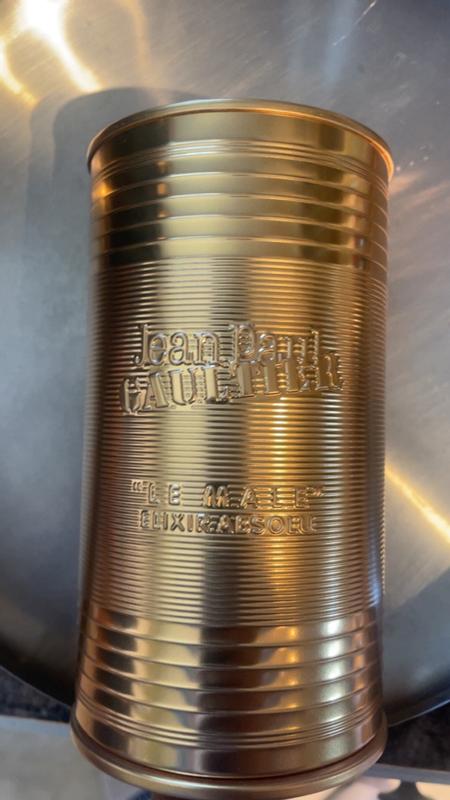 Jean Paul
GAULTIER
"LE MALE"
ELIXIR ABSOLU